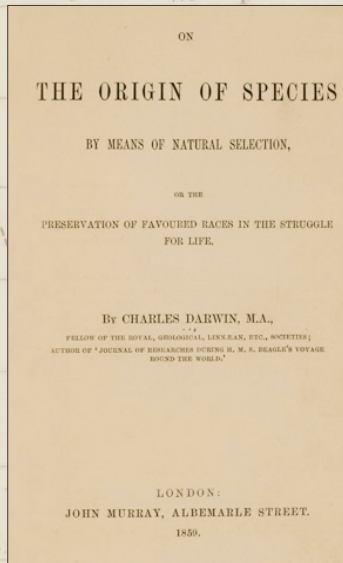 ON
THE ORIGIN OF SPECIES
BY MEANS OF NATURAL SELECTION,
OR THE
PRESERVATION OF FAVOURED RACES IN THE STRUGGLE
FOR LIFE.
By CHARLES DARWIN, M.A.,
FELLOW OF THE ROYAL, GEOLOGICAL, LINNÆAN, ETC., SOCIETIES;
AUTHOR OF 'JOURNAL OF RESEARCHES DURING H. M. S. BEAGLE'S VOYAGE
ROUND THE WORLD.'
LONDON:
JOHN MURRAY, ALBEMARLE STREET.
1859.